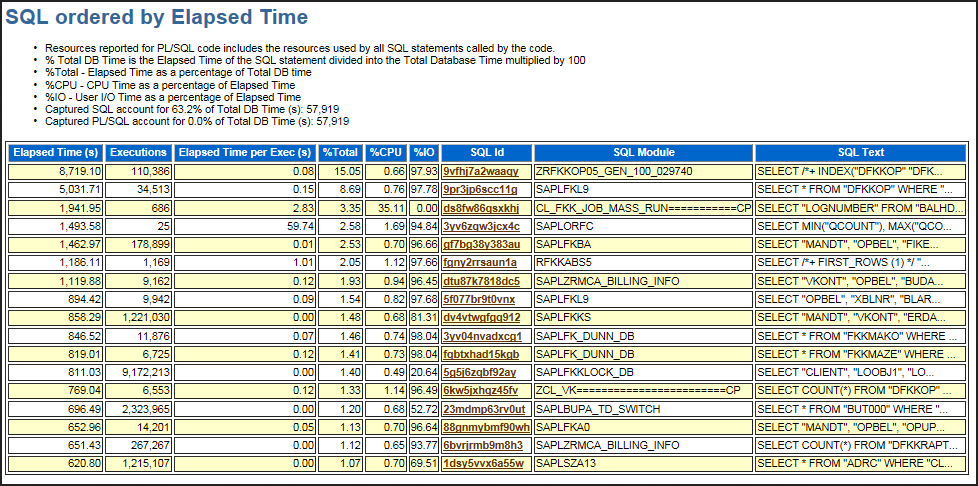 SQL ordered by Elapsed Time
• Resources reported for PL/SQL code includes the resources used by all SQL statements called by the code.
• % Total DB Time is the Elapsed Time of the SQL statement divided into the Total Database Time multiplied by 100
• %Total - Elapsed Time as a percentage of Total DB time
• %CPU - CPU Time as a percentage of Elapsed Time
• %IO - User I/O Time as a percentage of Elapsed Time
• Captured SQL account for 63.2% of Total DB Time (s): 57,919
• Captured PL/SQL account for 0.0% of Total DB Time (s): 57,919
Elapsed Time (s) Executions Elapsed Time per Exec (s) %Total %CPU %IO SQL Id SQL Module SQL Text
8,719.10 110,386 0.08 15.05 0.66 97.93 9vfhj7a2waaqy ZRFKKOP05_GEN_100_029740 SELECT /*+ INDEX("DFKKOP" "DFK...
5,031.71 34,513 0.15 8.69 0.76 97.78 9pr3jp6scc11g SAPLFKL9 SELECT * FROM "DFKKOP" WHERE "...
1,941.95 686 2.83 3.35 35.11 0.00 ds8fw86qsxkhj CL_FKK_JOB_MASS_RUN===========CP SELECT "LOGNUMBER" FROM "BALHD...
1,493.58 25 59.74 2.58 1.69 94.84 3yv6zqw3jcx4c SAPLORFC SELECT MIN("QCOUNT"), MAX("QCO...
1,462.97 178,899 0.01 2.53 0.70 96.66 gf7bg38y383au SAPLFKBA SELECT "MANDT", "OPBEL", "FIKE...
1,186.11 1,169 1.01 2.05 1.12 97.66 fgny2rrsaun1a RFKKABS5 SELECT /*+ FIRST_ROWS (1) */ "...
1,119.88 9,162 0.12 1.93 0.94 96.45 dtu87k7818dc5 SAPLZRMCA_BILLING_INFO SELECT "VKONT", "OPBEL", "BUDA...
894.42 9,942 0.09 1.54 0.82 97.68 5f077br9t0vnx SAPLFKL9 SELECT "OPBEL", "XBLNR", "BLAR...
858.29 1,221,030 0.00 1.48 0.68 81.31 dv4vtwgfgq912 SAPLFKKS SELECT "MANDT", "VKONT", "ERDA...
846.52 11,876 0.07 1.46 0.74 98.04 3yv04nvadxcg1 SAPLFK_DUNN_DB SELECT * FROM "FKKMAKO" WHERE ...
819.01 6,725 0.12 1.41 0.73 98.04 fqbtxhad15kgb SAPLFK_DUNN_DB SELECT * FROM "FKKMAZE" WHERE ...
811.03 9,172,213 0.00 1.40 0.49 20.64 5g5j6zqbf92ay SAPLFKKLOCK_DB SELECT "CLIENT", "LOOBJ1", "LO...
769.04 6,553 0.12 1.33 1.14 96.49 6kw5jxhqz45fv ZCL_VK========================CP SELECT COUNT(*) FROM "DFKKOP" ...
696.49 2,323,965 0.00 1.20 0.68 52.72 23mdmp63rv0ut SAPLBUPA_TD_SWITCH SELECT * FROM "BUT000" WHERE "...
652.96 14,201 0.05 1.13 0.70 96.64 88gnmybmf90wh SAPLFKA0 SELECT "MANDT", "OPBEL", "OPUP...
651.43 267,267 0.00 1.12 0.65 93.77 6bvrjrmb9m8h3 SAPLZRMCA_BILLING_INFO SELECT COUNT(*) FROM "DFKKRAPT...
620.80 1,215,107 0.00 1.07 0.70 69.51 1dsy5vvx6a55w SAPLSZA13 SELECT * FROM "ADRC" WHERE "CL...